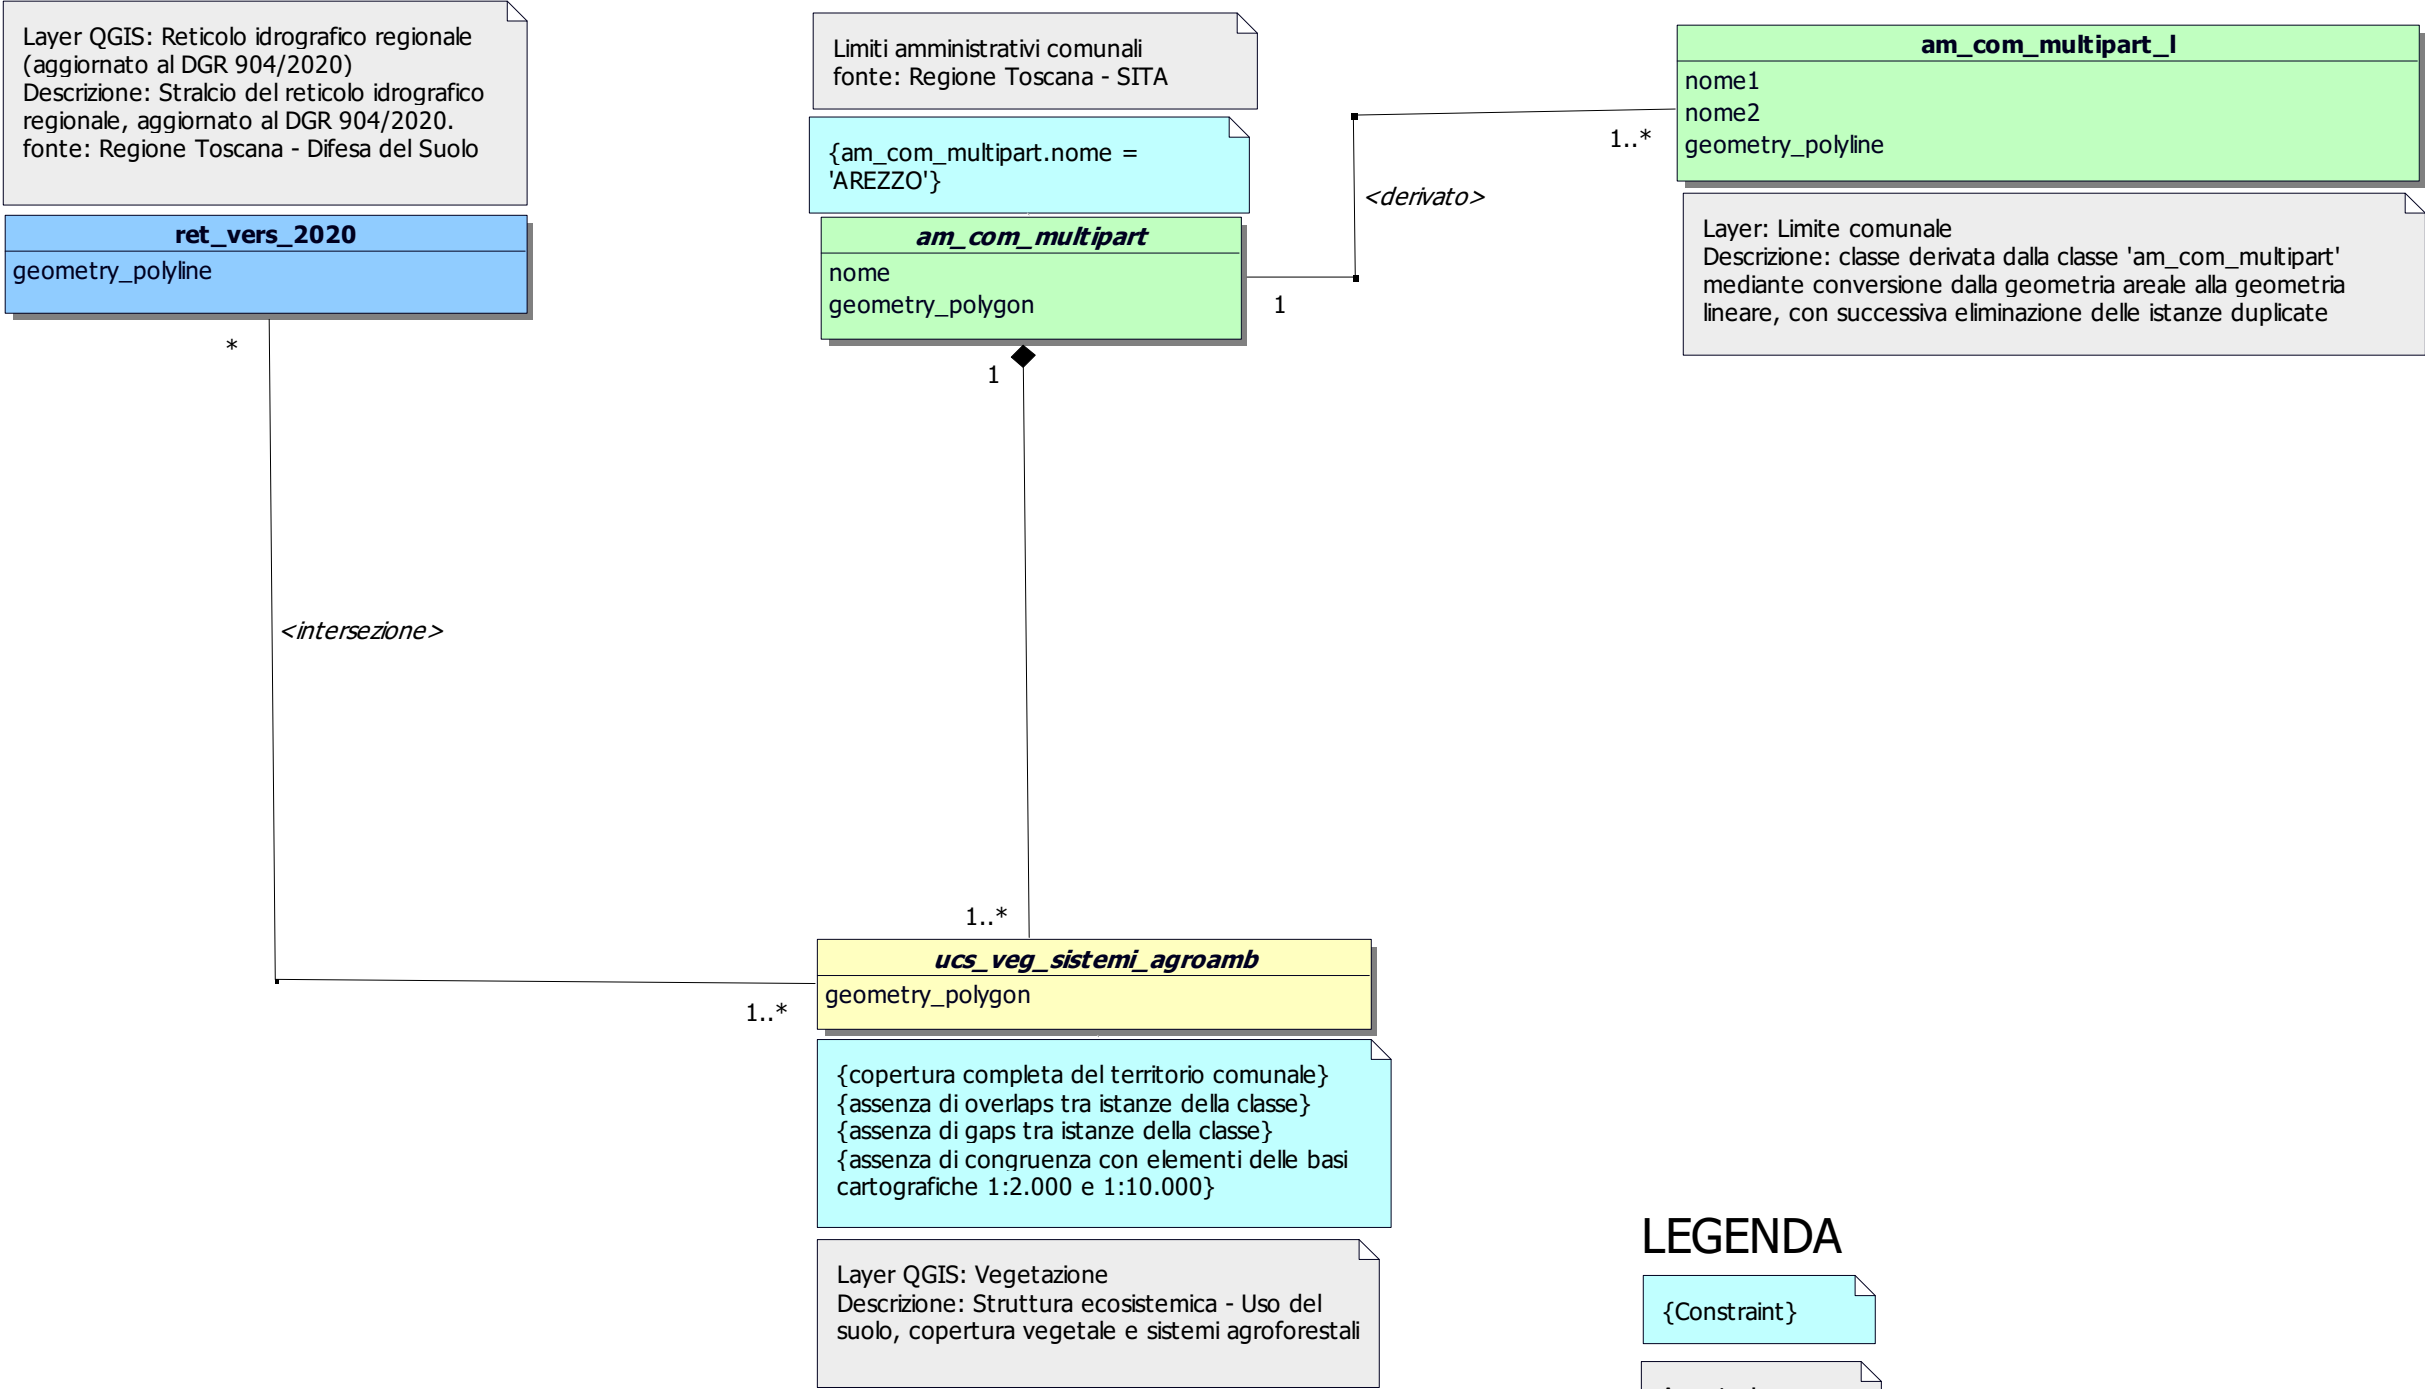 Layer QGIS: Reticolo idrografico regionale
(aggiornato al DGR 904/2020)
Descrizione: Stralcio del reticolo idrografico
regionale, aggiornato al DGR 904/2020.
fonte: Regione Toscana - Difesa del Suolo
ret_vers_2020
geometry_polyline
*
<intersezione>
1..*
Limiti amministrativi comunali
fonte: Regione Toscana - SITA
{am_com_multipart.nome =
'AREZZO'}
am_com_multipart
nome
geometry_polygon
1
1
<derivato>
1..*
am_com_multipart_l
nome1
nome2
geometry_polyline
Layer: Limite comunale
Descrizione: classe derivata dalla classe 'am_com_multipart'
mediante conversione dalla geometria areale alla geometria
lineare, con successiva eliminazione delle istanze duplicate
1..*
ucs_veg_sistemi_agroamb
geometry_polygon
{copertura completa del territorio comunale}
{assenza di overlaps tra istanze della classe}
{assenza di gaps tra istanze della classe}
{assenza di congruenza con elementi delle basi
cartografiche 1:2.000 e 1:10.000}
Layer QGIS: Vegetazione
Descrizione: Struttura ecosistemica - Uso del
suolo, copertura vegetale e sistemi agroforestali
LEGENDA
{Constraint}